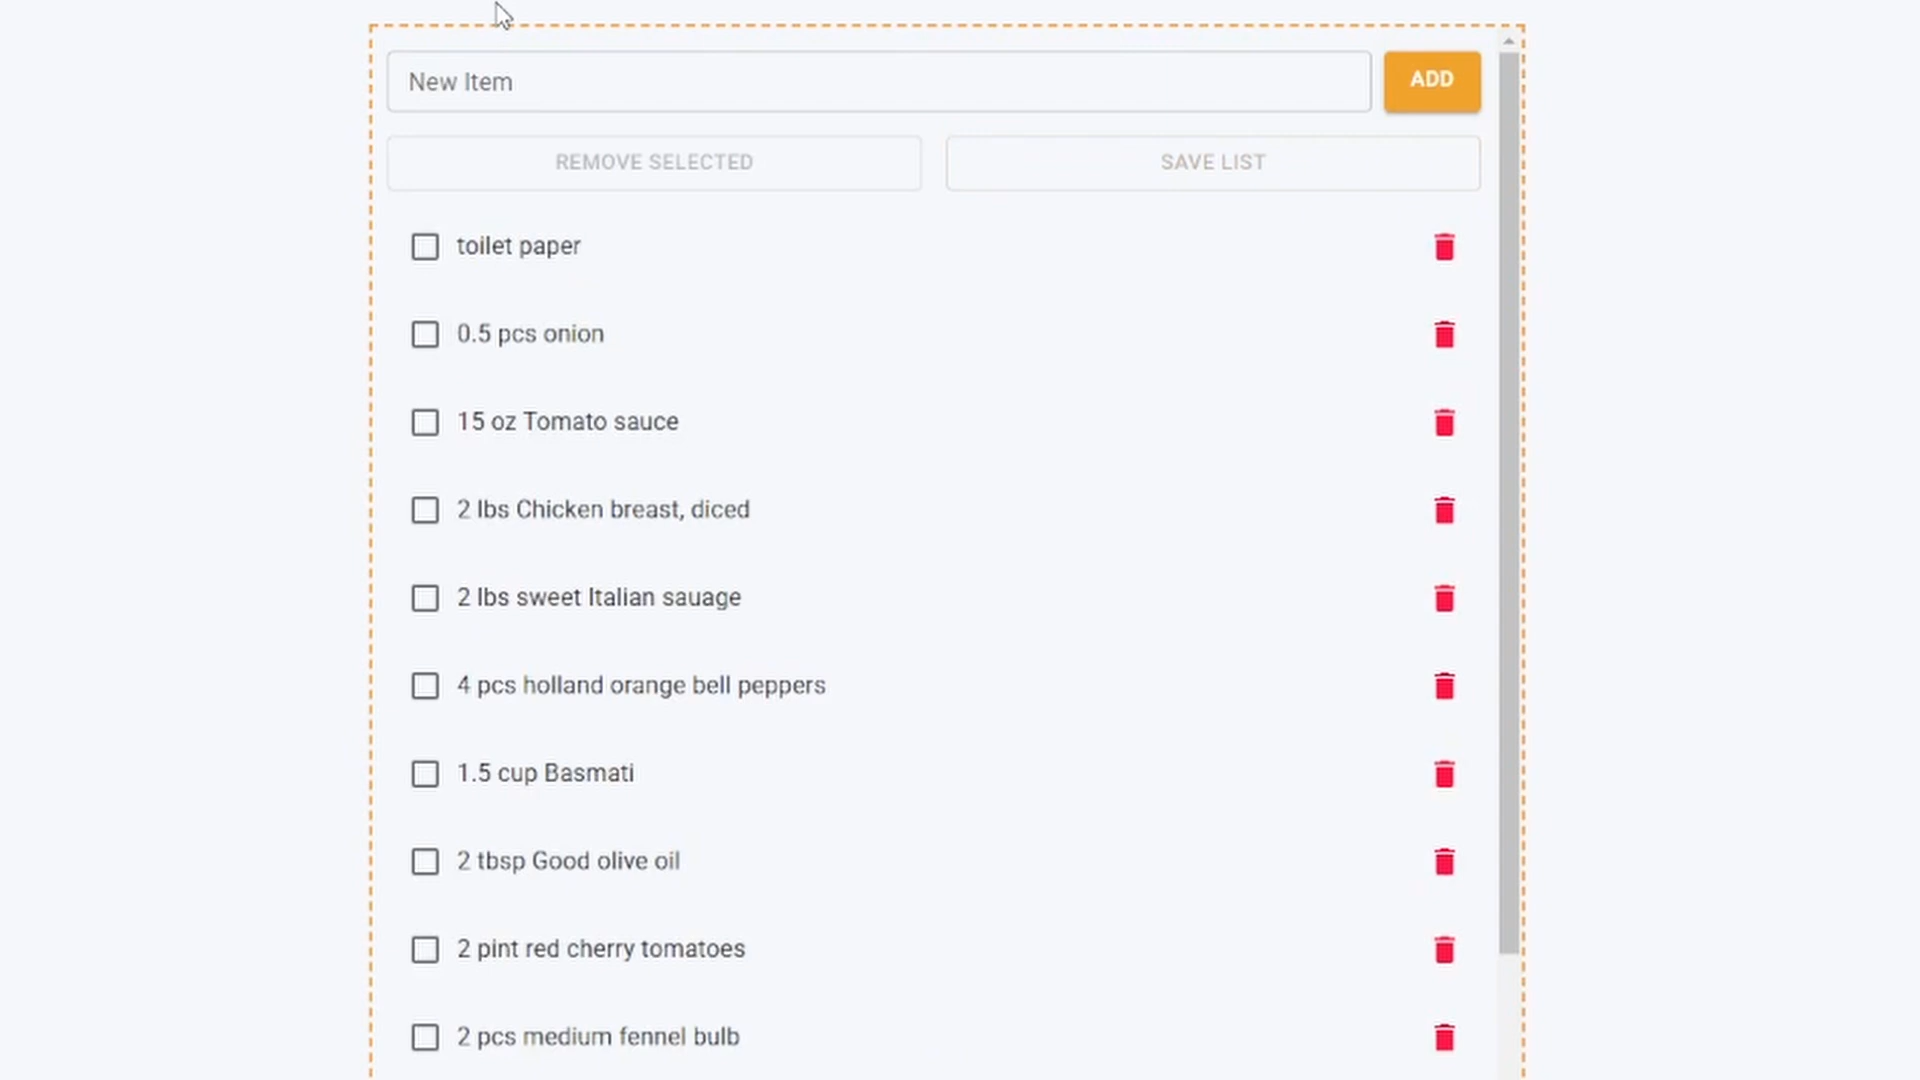 New Item
ADD
REMOVE SELECTED
SAVE LIST
toilet paper
0.5 pcs onion
15 oz Tomato sauce
2 lbs Chicken breast, diced
2 lbs sweet Italian sauage
4 pcs holland orange bell peppers
1.5 cup Basmati
2 tbsp Good olive oil
2 pint red cherry tomatoes
2 pcs medium fennel bulb